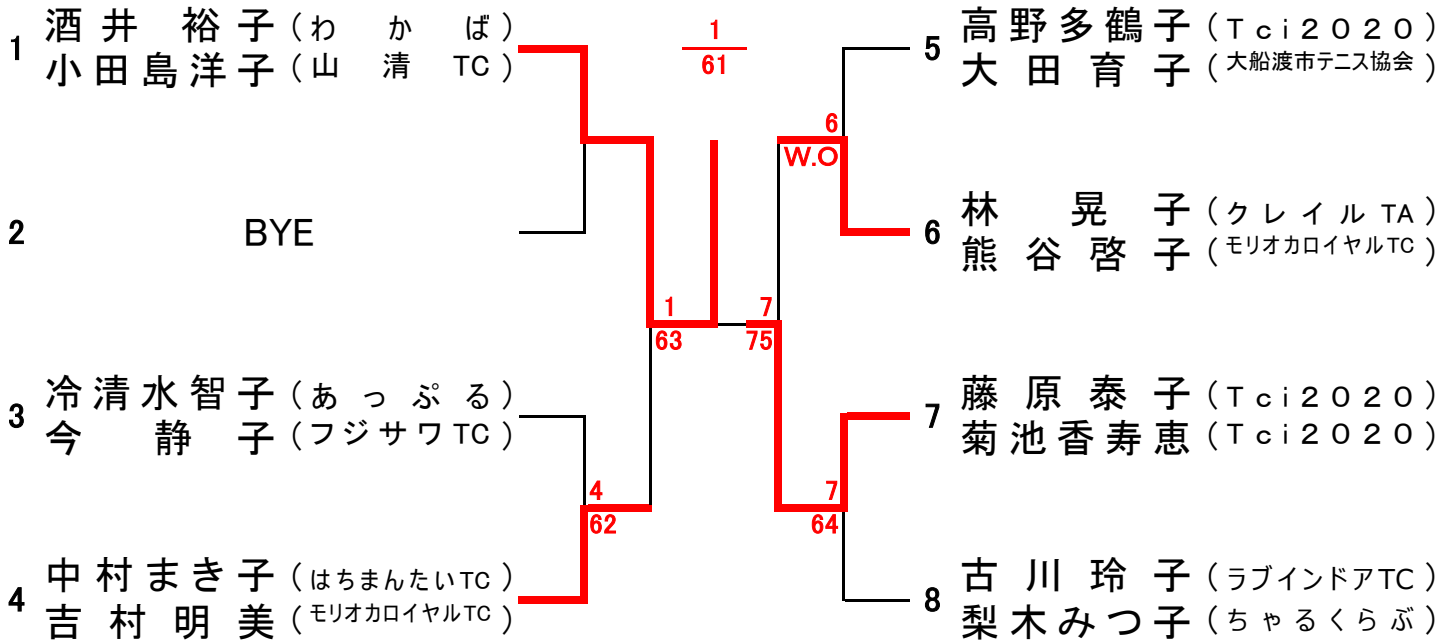 1 酒井 裕子 (わかば)
小田島洋子 (山清TC)
2 BYE
3 冷清水智子 (あっぷる)
今 静子 (フジサワTC)
4 中村まき子 (はちまんたいTC)
吉村明美 (モリオカロイヤルTC)
1
61
1
63
4
62
7
75
6
W.O
7
64
5 高野多鶴子 (Tci2020)
大田育子 (大船渡市テニス協会)
6 林 晃子 (クレイルTA)
熊谷啓子 (モリオカロイヤルTC)
7 藤原泰子 (Tci2020)
菊池香寿恵 (Tci2020)
8 古川玲子 (ラブインドアTC)
梨木みつ子 (ちゃるくらぶ)